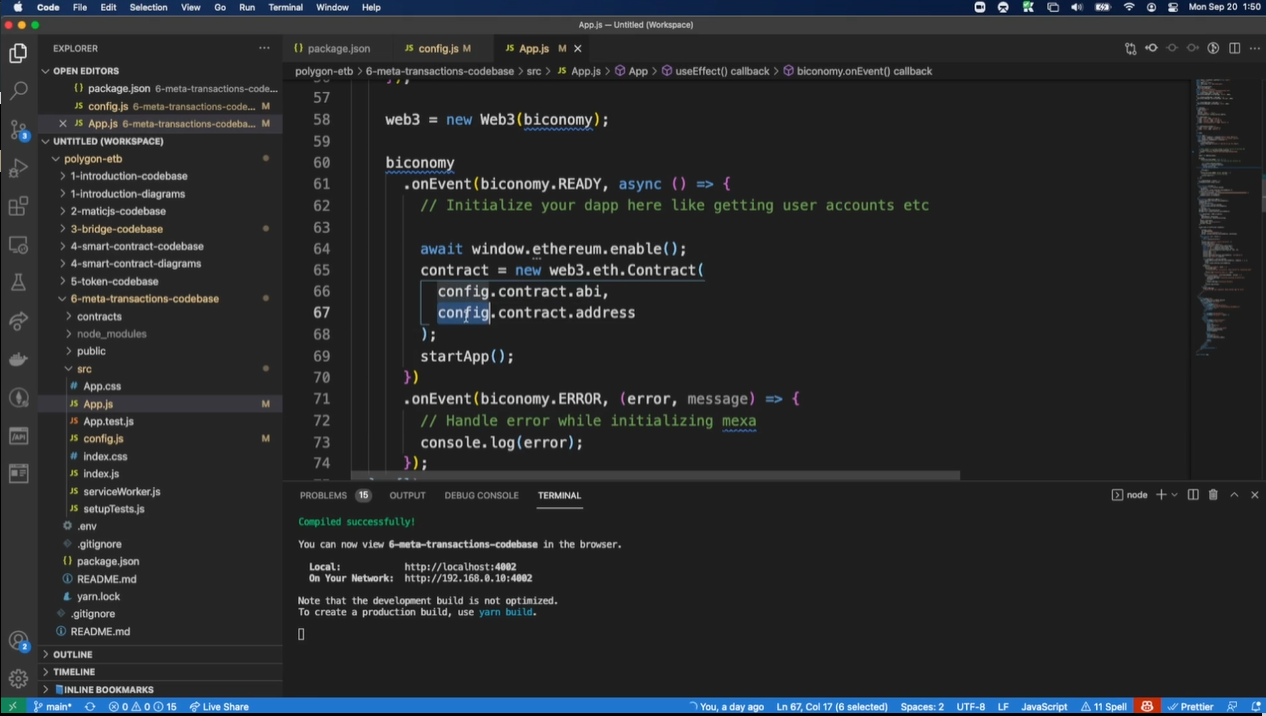 Code File Edit Selection View Go Run Terminal Window Help Mon Sep 20 1:50
App.js — Untitled (Workspace)
EXPLORER
OPEN EDITORS
package.json 6-meta-transactions-code...
config.js 6-meta-transactions-code... M
App.js 6-meta-transactions-codeba... M
UNTITLED (WORKSPACE)
polygon-etb
1-introduction-codebase
1-introduction-diagrams
2-maticjs-codebase
3-bridge-codebase
4-smart-contract-codebase
4-smart-contract-diagrams
5-token-codebase
6-meta-transactions-codebase
contracts
node_modules
public
src
App.css
App.js M
App.test.js
config.js M
index.css
index.js
serviceWorker.js
setupTests.js
.env
.gitignore
package.json
README.md
yarn.lock
.gitignore
README.md
OUTLINE
TIMELINE
INLINE BOOKMARKS
package.json JS config.js M JS App.js M
polygon-etb > 6-meta-transactions-codebase > src > JS App.js > App > useEffect() callback > biconomy.onEvent() callback
57
58 web3 = new Web3(biconomy);
59
60 biconomy
61 .onEvent(biconomy.READY, async () => {
62 // Initialize your dapp here like getting user accounts etc
63
64 await window.ethereum.enable();
65 contract = new web3.eth.Contract(
66 config.contract.abi,
67 config.contract.address
68 );
69 startApp();
70 })
71 .onEvent(biconomy.ERROR, (error, message) => {
72 // Handle error while initializing mexa
73 console.log(error);
74 });
PROBLEMS 15 OUTPUT DEBUG CONSOLE TERMINAL node
Compiled successfully!
You can now view 6-meta-transactions-codebase in the browser.
Local: http://localhost:4002
On Your Network: http://192.168.0.10:4002
Note that the development build is not optimized.
To create a production build, use yarn build.
main* 0 0 15 Live Share You, a day ago Ln 67, Col 17 (6 selected) Spaces: 2 UTF-8 LF JavaScript 11 Spell Prettier